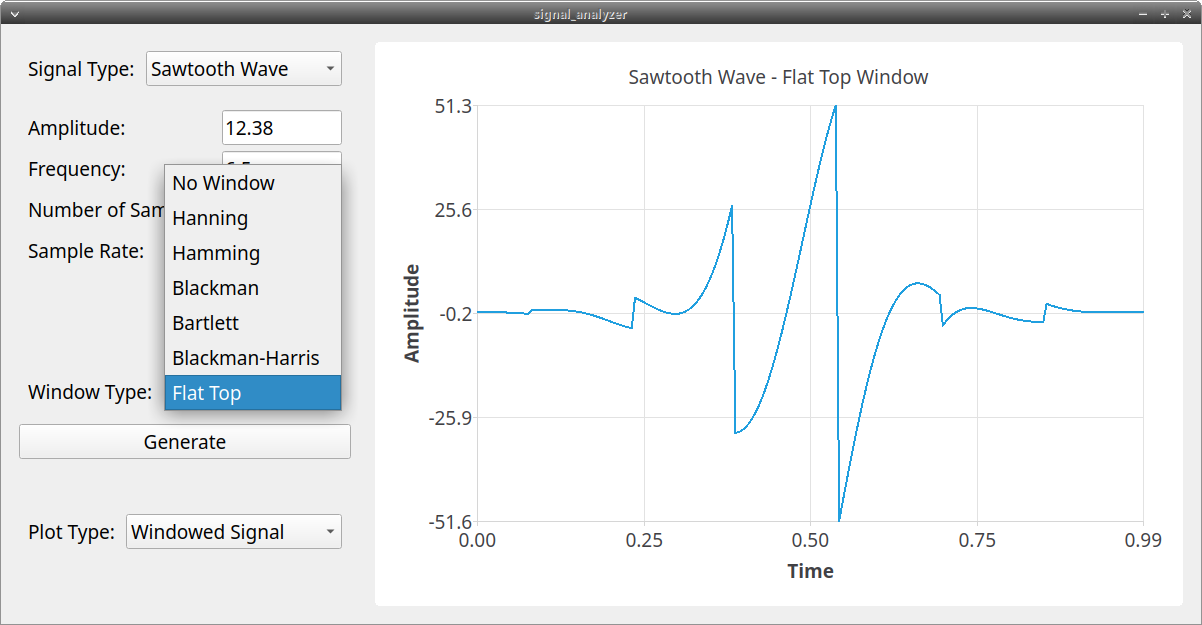 signal_analyzer
Signal Type: Sawtooth Wave
Amplitude: 12.38
Frequency:
Number of Sam
Sample Rate:
No Window
Hanning
Hamming
Blackman
Bartlett
Blackman-Harris
Window Type: Flat Top
Generate
Plot Type: Windowed Signal
Sawtooth Wave - Flat Top Window
51.3
25.6
-0.2
-25.9
-51.6
Amplitude
0.00 0.25 0.50 0.75 0.99
Time